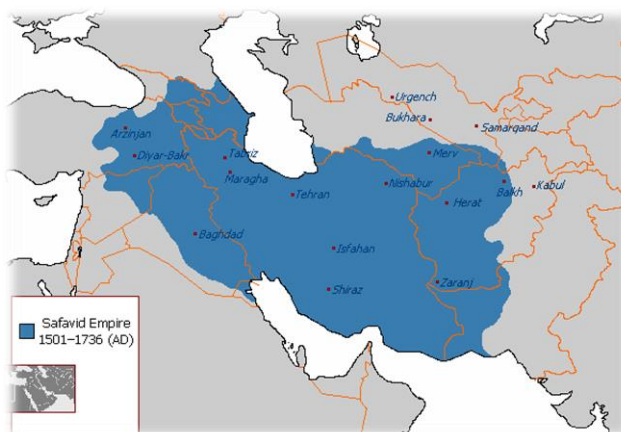 Urgench
Bukhara
Samarqand
Arzinjan
Diyar-Bakr
Tabriz
Maragha
Merv
Tehran
Nishabur
Balkh
Kabul
Herat
Baghdad
Isfahan
Shiraz
Zaranj
Safavid Empire
1501–1736 (AD)